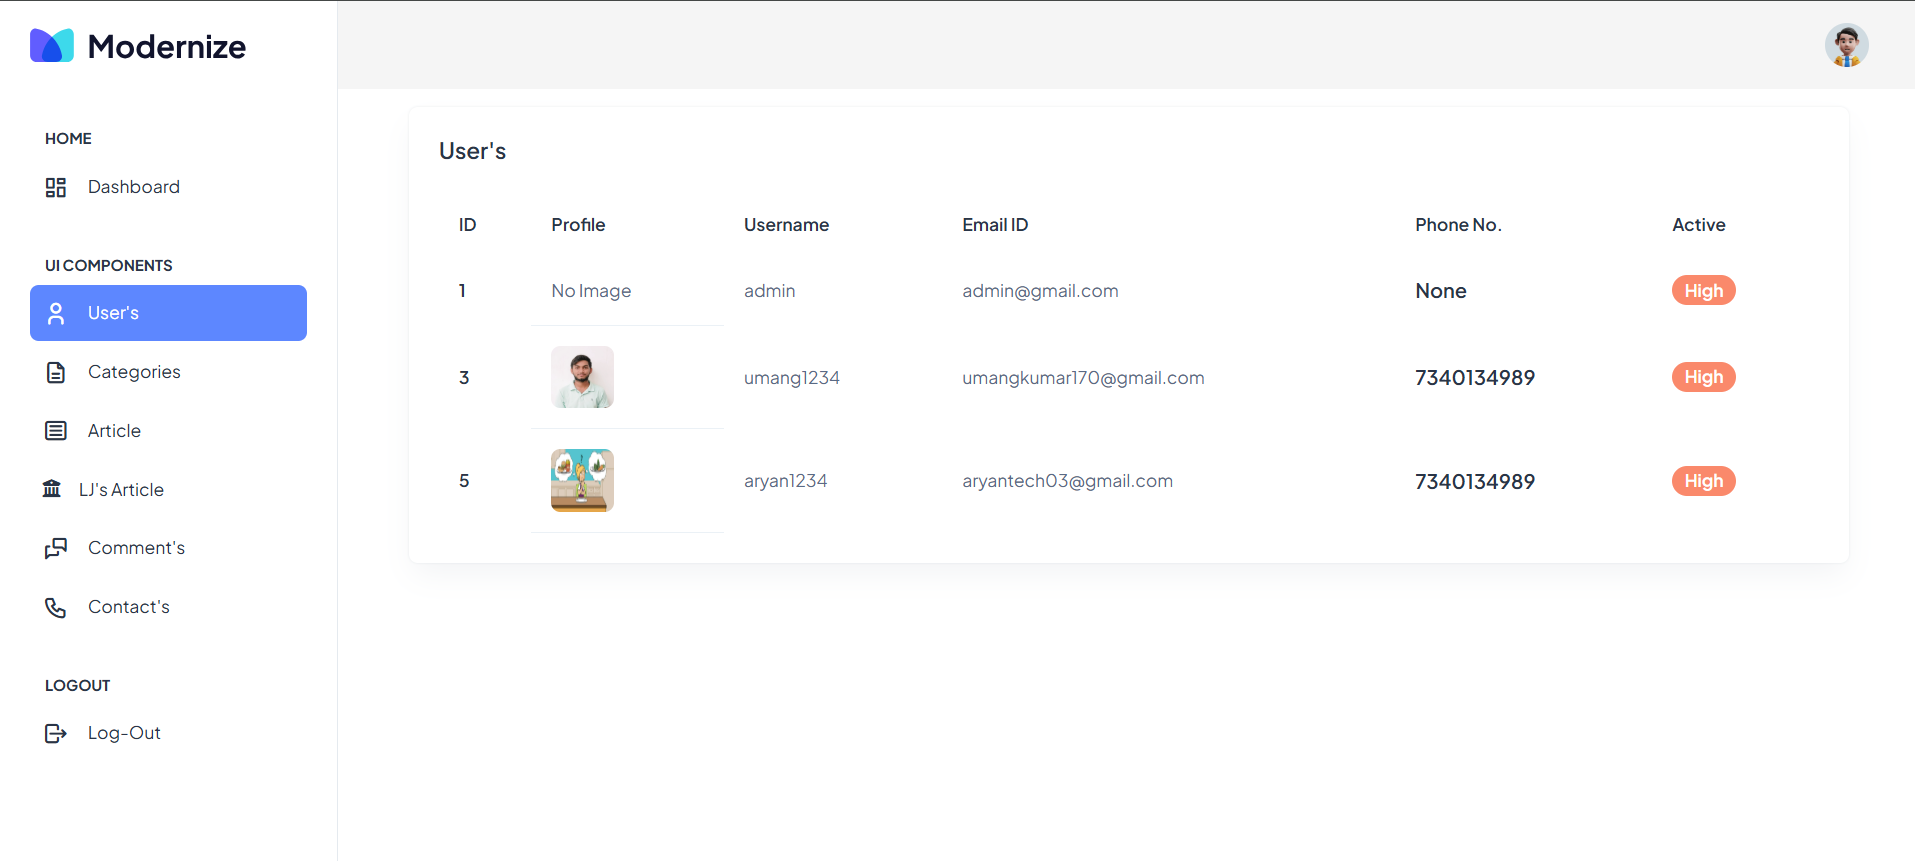 Modernize
HOME
Dashboard
UI COMPONENTS
User's
Categories
Article
LJ's Article
Comment's
Contact's
LOGOUT
Log-Out
User's
ID Profile Username Email ID Phone No. Active
1 No Image admin admin@gmail.com None High
3 umang1234 umangkumar170@gmail.com 7340134989 High
5 aryan1234 aryantech03@gmail.com 7340134989 High